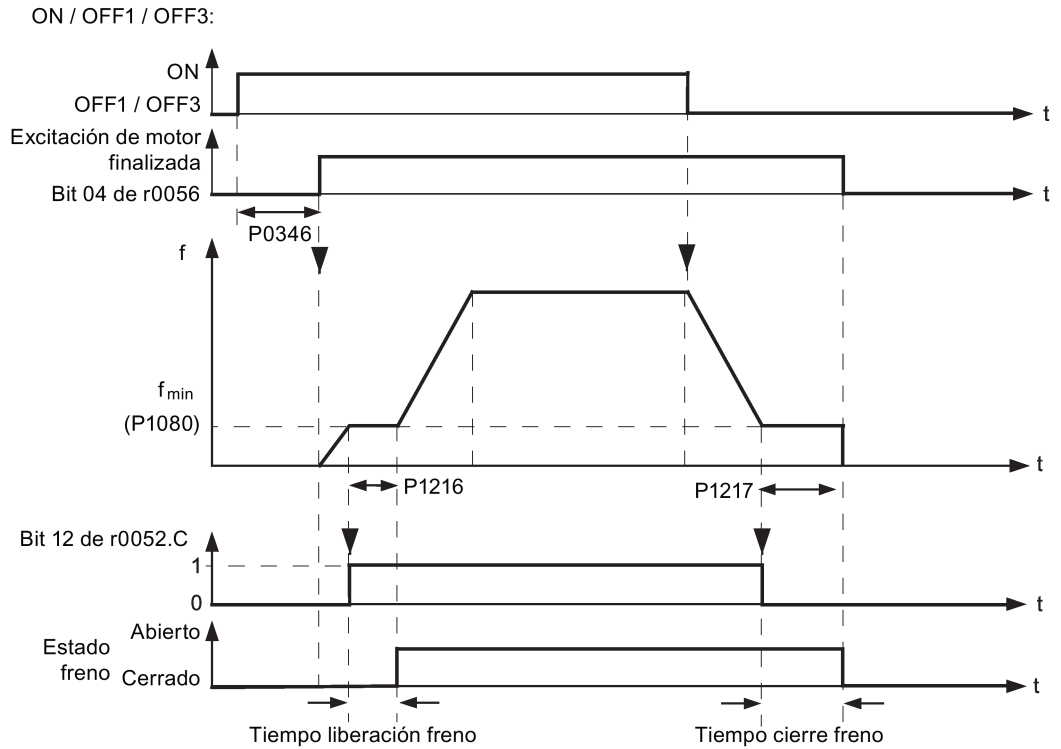 ON / OFF1 / OFF3:
ON
OFF1 / OFF3
t
Excitación de motor
finalizada
Bit 04 de r0056
t
P0346
f
fmin
(P1080)
t
P1216
P1217
Bit 12 de r0052.C
1
0
t
Abierto
Estado
freno
Cerrado
t
Tiempo liberación freno
Tiempo cierre freno